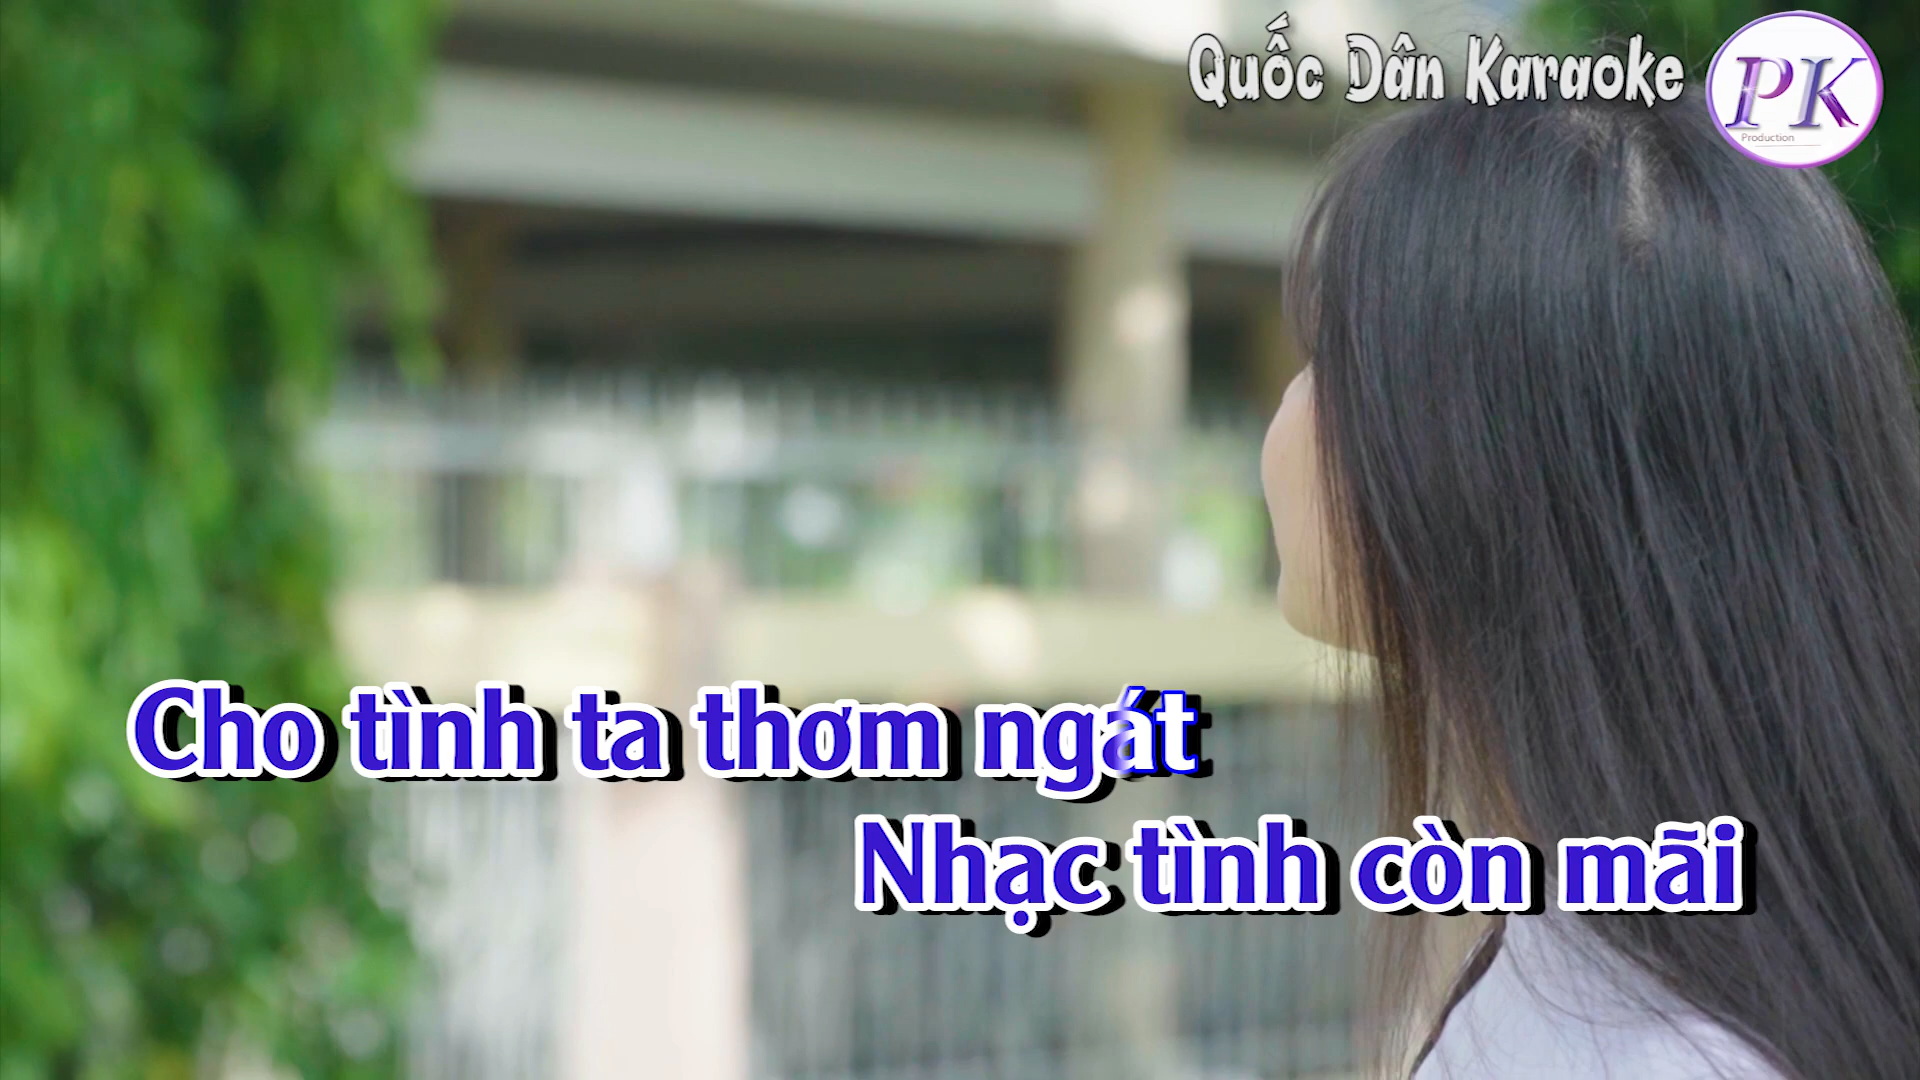 Quốc Dân Karaoke
PK
Production
Cho tình ta thơm ngát
Nhạc tình còn mãi